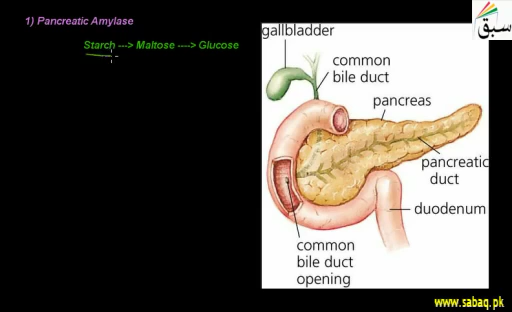 1) Pancreatic Amylase
Starch ---> Maltose ----> Glucose
gallbladder
common
bile duct
pancreas
pancreatic
duct
duodenum
common
bile duct
opening
سبق
www.sabaq.pk